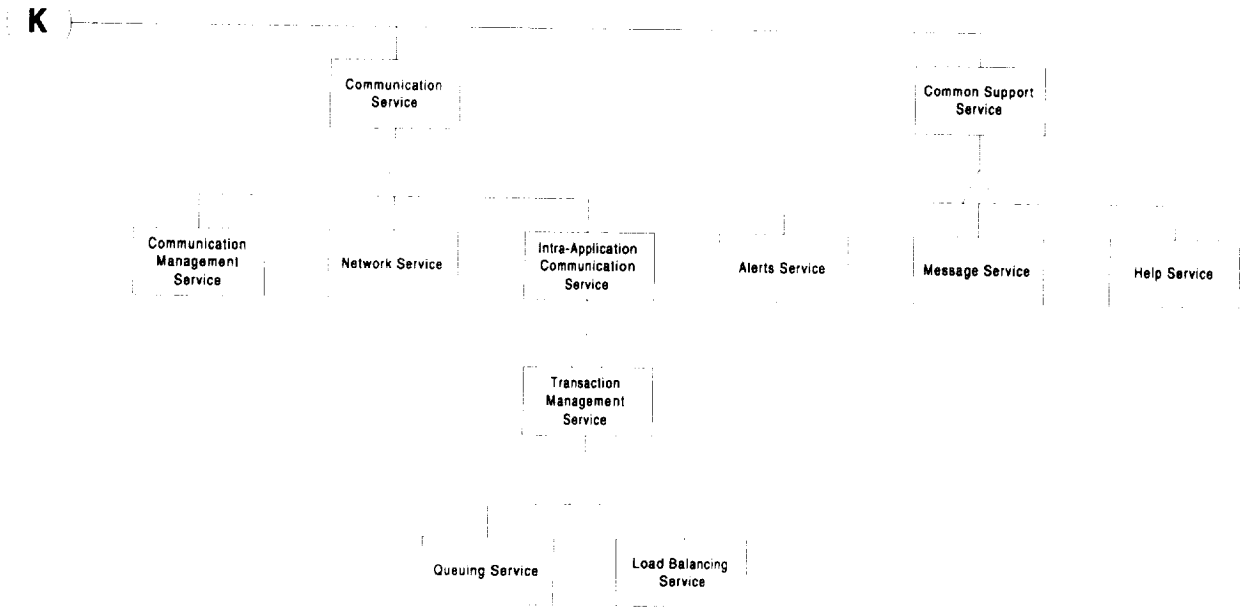 K
Communication
Service
Common Support
Service
Communication
Management
Service
Network Service
Intra-Application
Communication
Service
Alerts Service
Message Service
Help Service
Transaction
Management
Service
Queuing Service
Load Balancing
Service